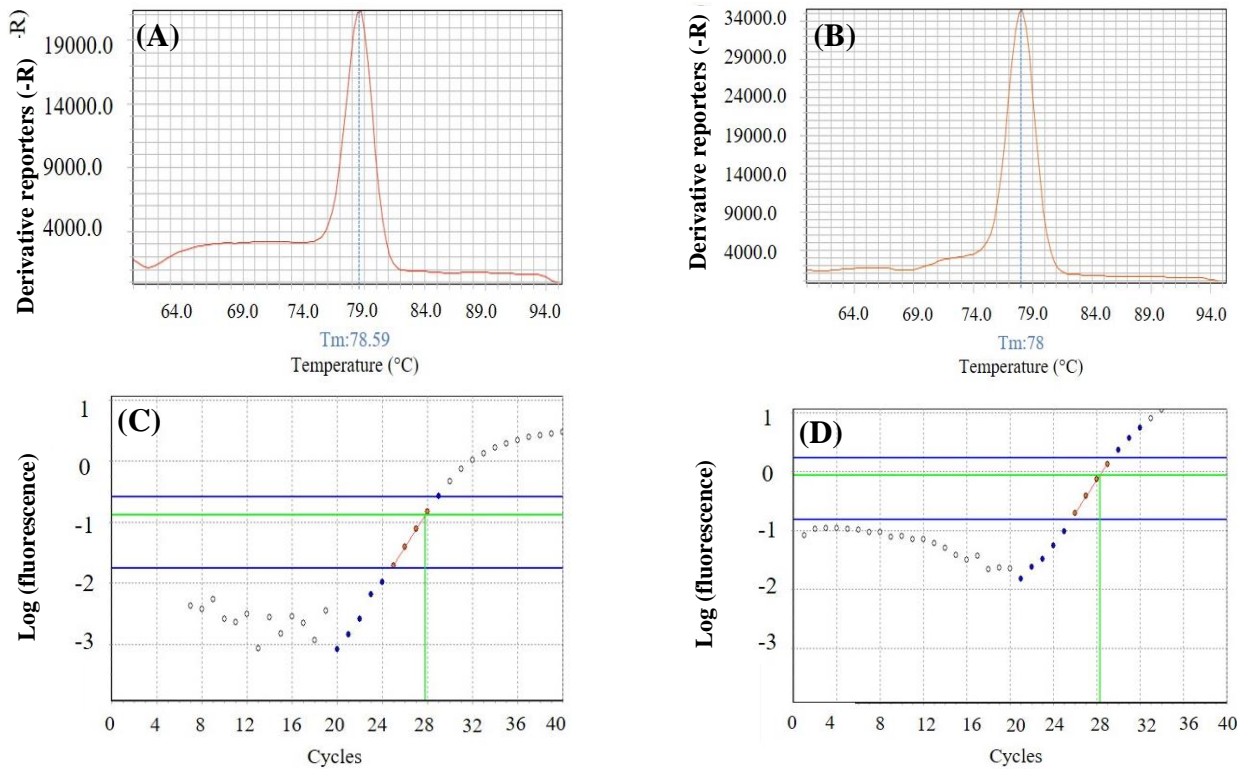 (A)
-R)
Derivative reporters (-R)
19000.0
14000.0
9000.0
4000.0
64.0 69.0 74.0 79.0 84.0 89.0 94.0
Tm:78.59
Temperature (°C)
(B)
Derivative reporters (-R)
34000.0
29000.0
24000.0
19000.0
14000.0
9000.0
4000.0
64.0 69.0 74.0 79.0 84.0 89.0 94.0
Tm:78
Temperature (°C)
(C)
Log (fluorescence)
1
0
-1
-2
-3
0 4 8 12 16 20 24 28 32 36 40
Cycles
(D)
Log (fluorescence)
1
0
-1
-2
-3
0 4 8 12 16 20 24 28 32 36 40
Cycles